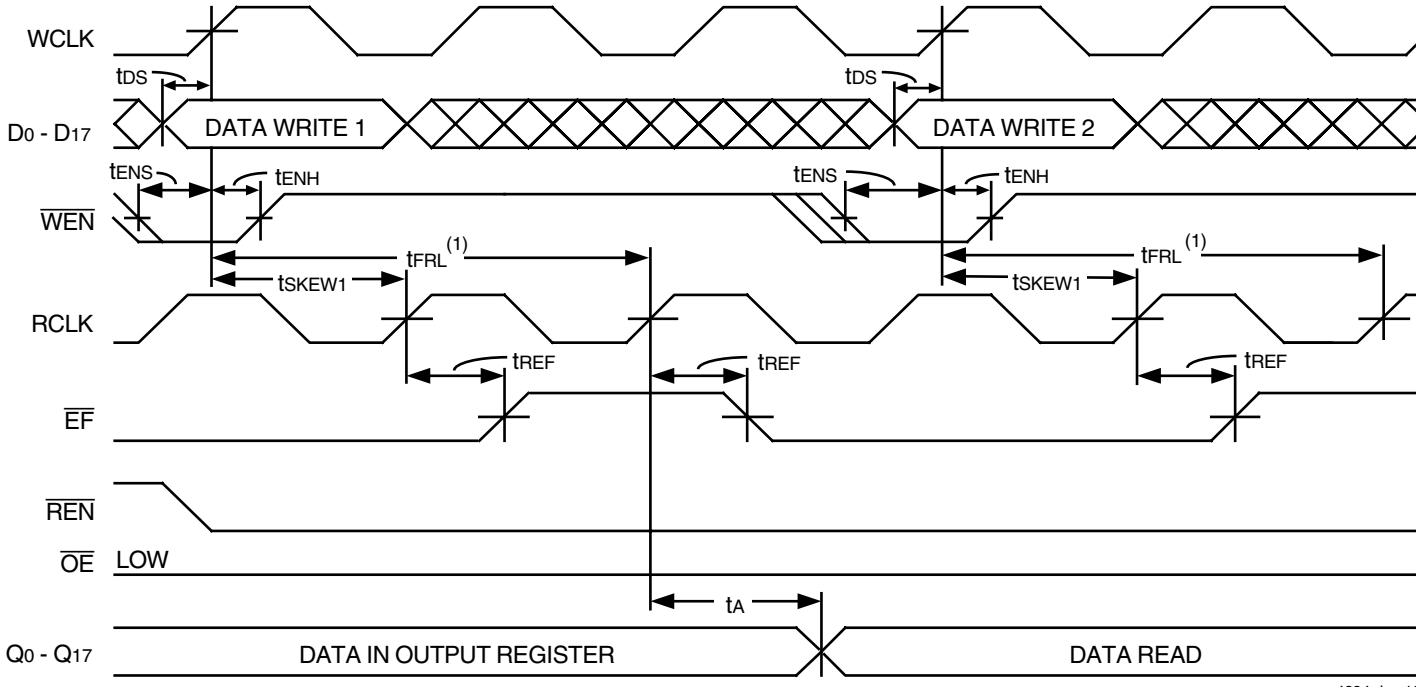 WCLK
tDS
tDS
D0 - D17
DATA WRITE 1
DATA WRITE 2
tENS
tENH
tENS
tENH
WEN
tFRL(1)
tFRL(1)
tSKEW1
tSKEW1
RCLK
tREF
tREF
tREF
EF
REN
OE
LOW
tA
Q0 - Q17
DATA IN OUTPUT REGISTER
DATA READ